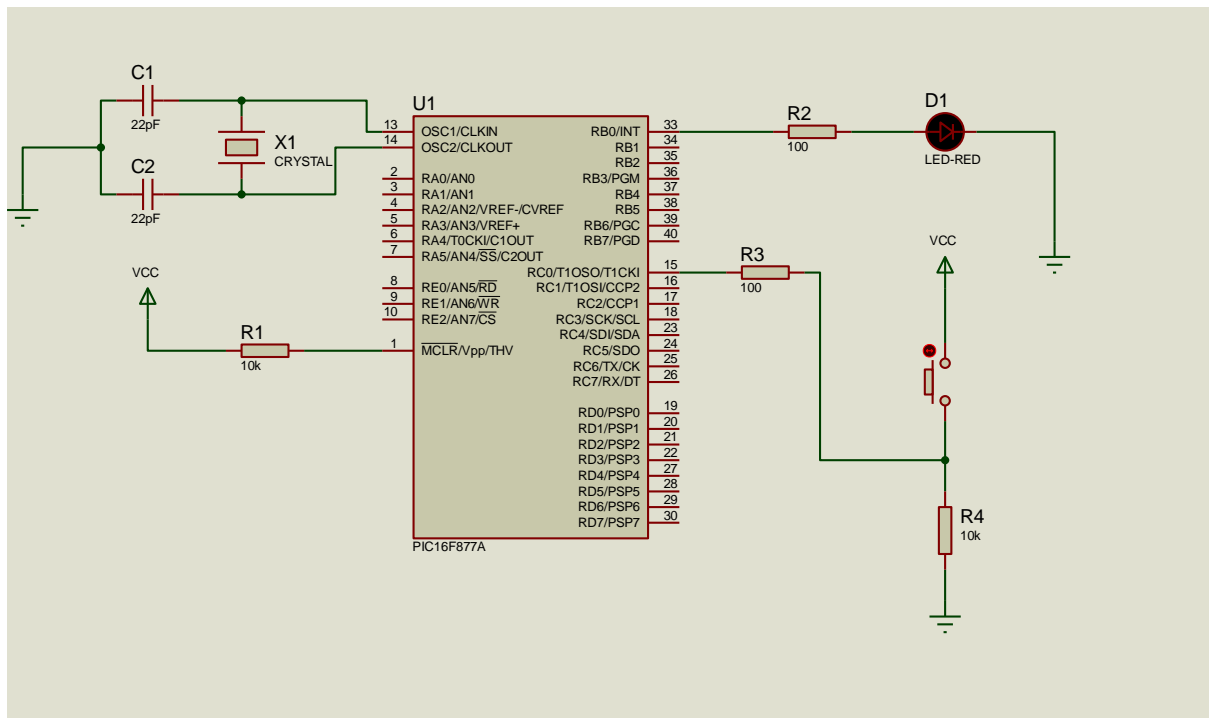 C1
22pF
C2
22pF
X1
CRYSTAL
VCC
R1
10k
U1
13 OSC1/CLKIN
14 OSC2/CLKOUT
2 RA0/AN0
3 RA1/AN1
4 RA2/AN2/VREF-/CVREF
5 RA3/AN3/VREF+
6 RA4/T0CKI/C1OUT
7 RA5/AN4/SS/C2OUT
8 RE0/AN5/RD
9 RE1/AN6/WR
10 RE2/AN7/CS
1 MCLR/Vpp/THV
RB0/INT 33
RB1 34
RB2 35
RB3/PGM 36
RB4 37
RB5 38
RB6/PGC 39
RB7/PGD 40
RC0/T1OSO/T1CKI 15
RC1/T1OSI/CCP2 16
RC2/CCP1 17
RC3/SCK/SCL 18
RC4/SDI/SDA 23
RC5/SDO 24
RC6/TX/CK 25
RC7/RX/DT 26
RD0/PSP0 19
RD1/PSP1 20
RD2/PSP2 21
RD3/PSP3 22
RD4/PSP4 27
RD5/PSP5 28
RD6/PSP6 29
RD7/PSP7 30
PIC16F877A
R2
100
D1
LED-RED
R3
100
VCC
R4
10k